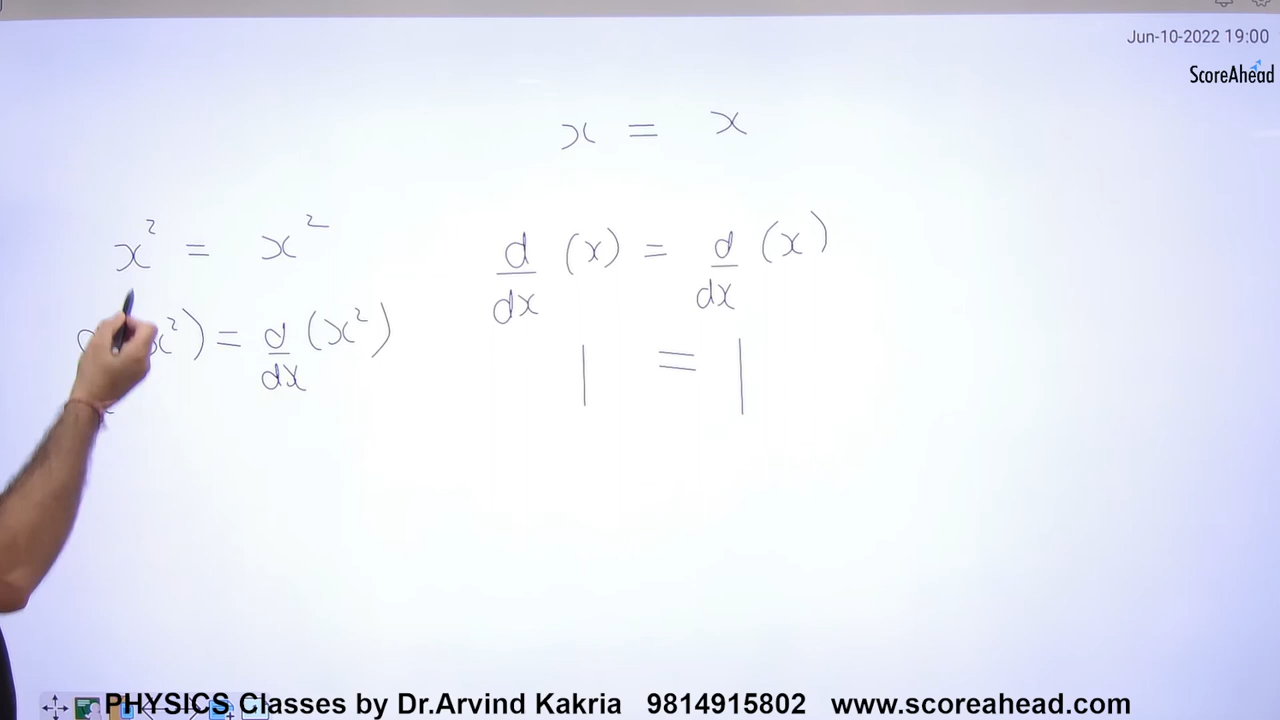 Jun-10-2022 19:00
ScoreAhead
x = x
x² = x²
d/dx (x) = d/dx (x)
x²) = d/dx (x²)
1 = 1
PHYSICS Classes by Dr.Arvind Kakria 9814915802 www.scoreahead.com